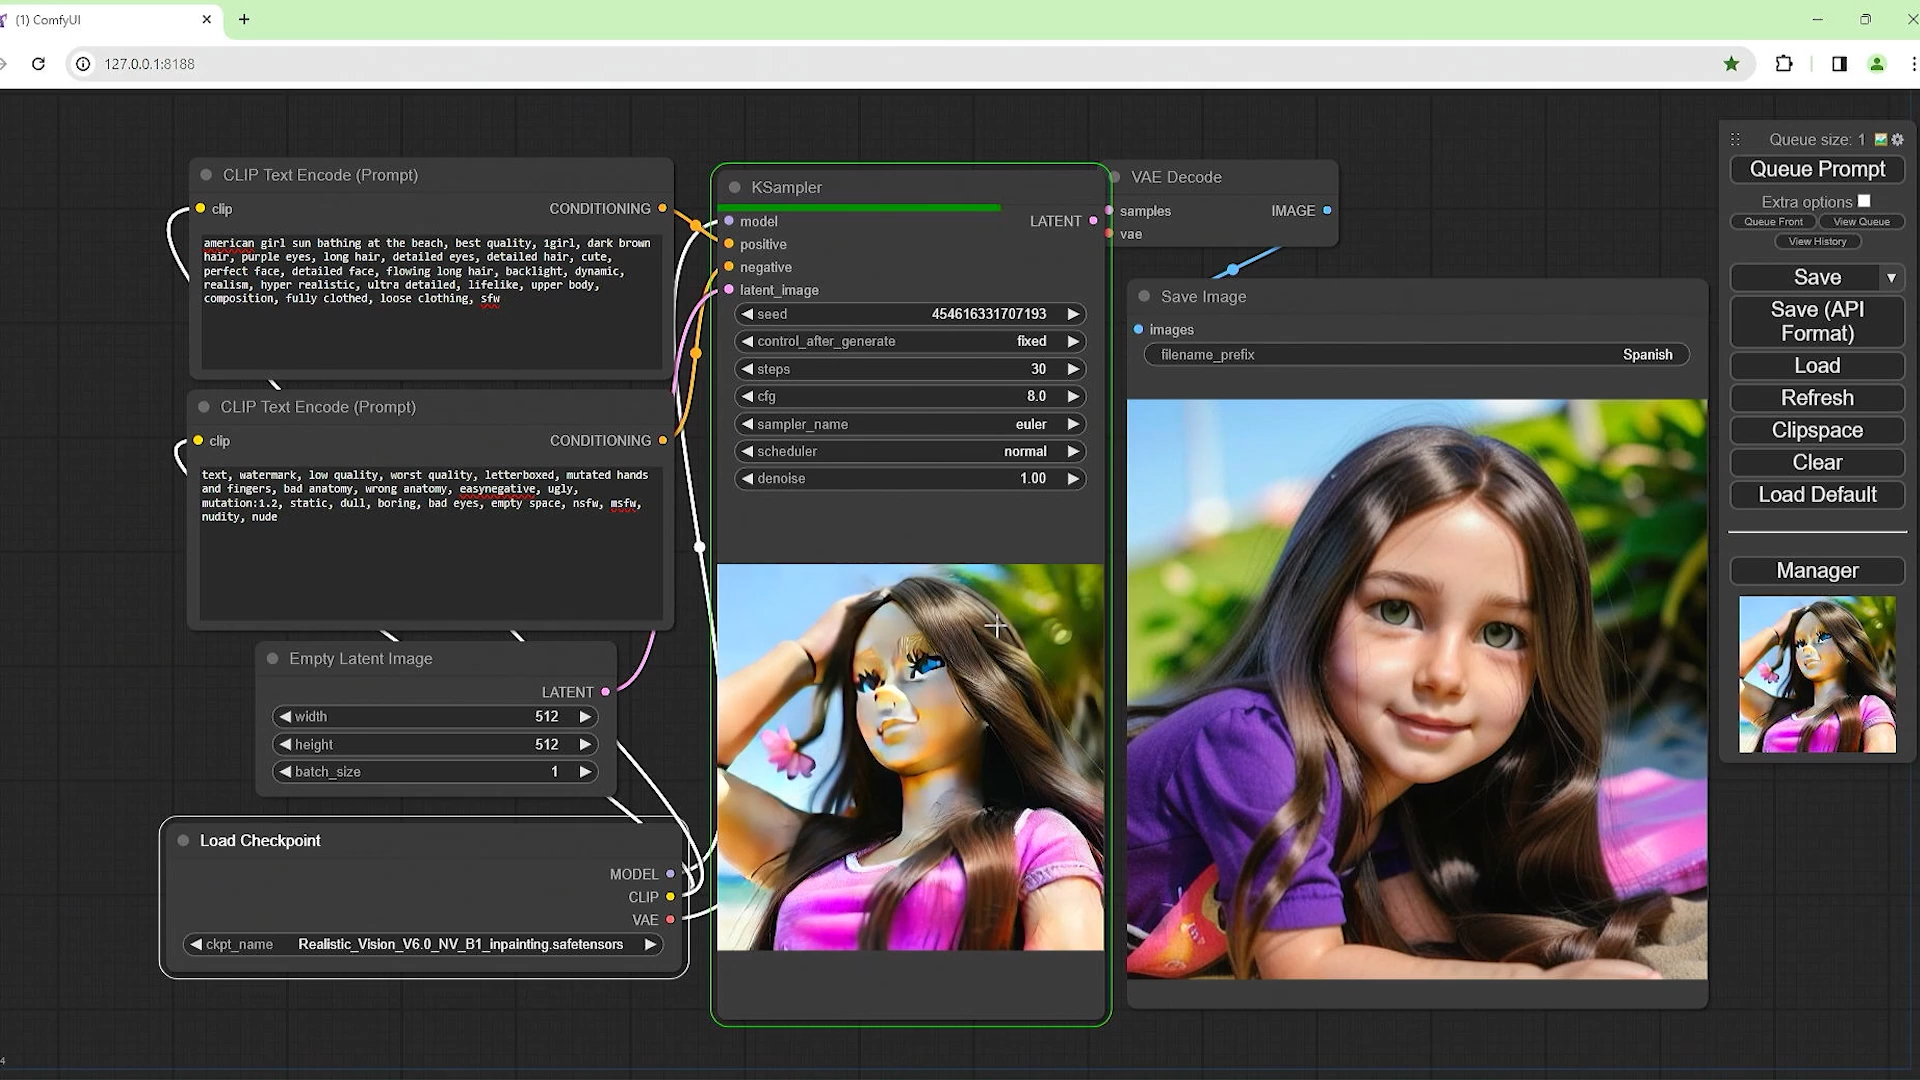 (1) ComfyUI
127.0.0.1:8188
CLIP Text Encode (Prompt)
clip
CONDITIONING
american girl sun bathing at the beach, best quality, 1girl, dark brown
hair, purple eyes, long hair, detailed eyes, detailed hair, cute,
perfect face, detailed face, flowing long hair, backlight, dynamic,
realism, hyper realistic, ultra detailed, lifelike, upper body,
composition, fully clothed, loose clothing, sfw
CLIP Text Encode (Prompt)
clip
CONDITIONING
text, watermark, low quality, worst quality, letterboxed, mutated hands
and fingers, bad anatomy, wrong anatomy, easynegative, ugly,
mutation:1.2, static, dull, boring, bad eyes, empty space, nsfw, msfw,
nudity, nude
Empty Latent Image
LATENT
width 512
height 512
batch_size 1
Load Checkpoint
MODEL
CLIP
VAE
ckpt_name Realistic_Vision_V6.0_NV_B1_inpainting.safetensors
KSampler
model
LATENT
positive
negative
latent_image
seed 454616331707193
control_after_generate fixed
steps 30
cfg 8.0
sampler_name euler
scheduler normal
denoise 1.00
VAE Decode
samples
IMAGE
vae
Save Image
images
filename_prefix Spanish
Queue size: 1
Queue Prompt
Extra options
Queue Front
View Queue
View History
Save
Save (API
Format)
Load
Refresh
Clipspace
Clear
Load Default
Manager
4